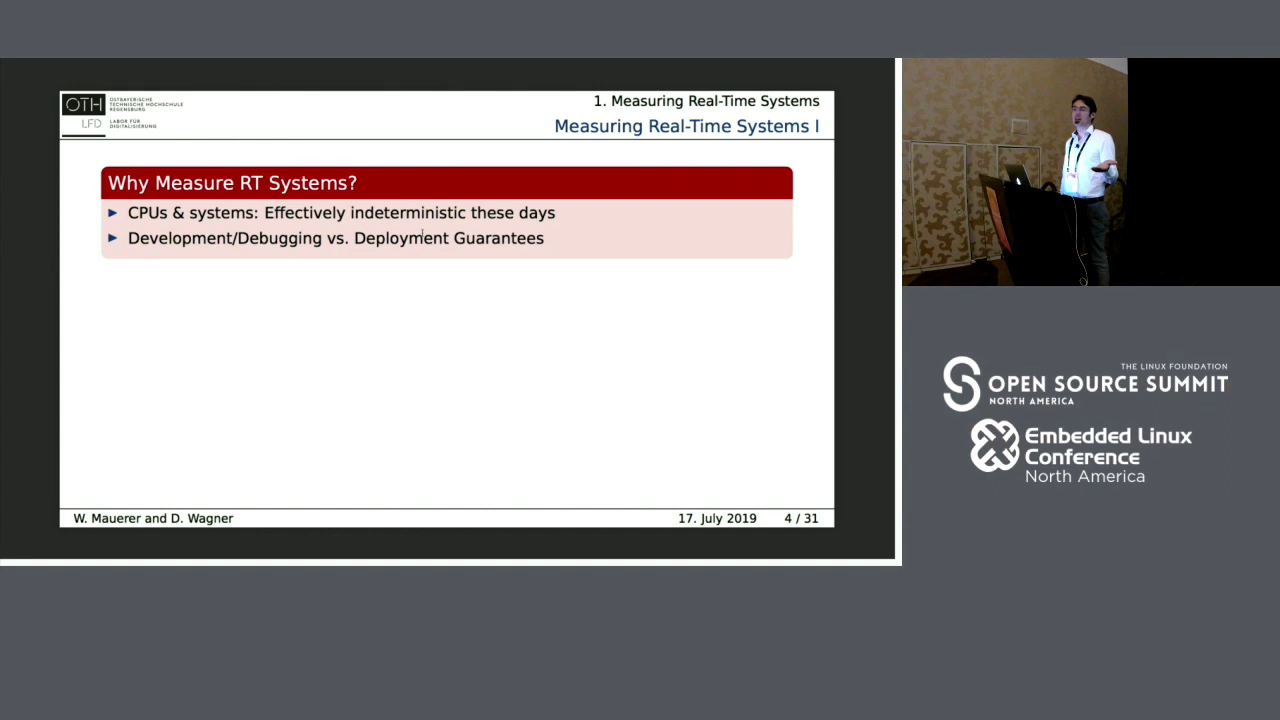 OTH
OSTBAYERISCHE
TECHNISCHE HOCHSCHULE
REGENSBURG
LFD
LABOR FÜR
DIGITALISIERUNG
1. Measuring Real-Time Systems
Measuring Real-Time Systems I
Why Measure RT Systems?
CPUs & systems: Effectively indeterministic these days
Development/Debugging vs. Deployment Guarantees
W. Mauerer and D. Wagner
17. July 2019 4 / 31
THE LINUX FOUNDATION
OPEN SOURCE SUMMIT
NORTH AMERICA
Embedded Linux
Conference
North America